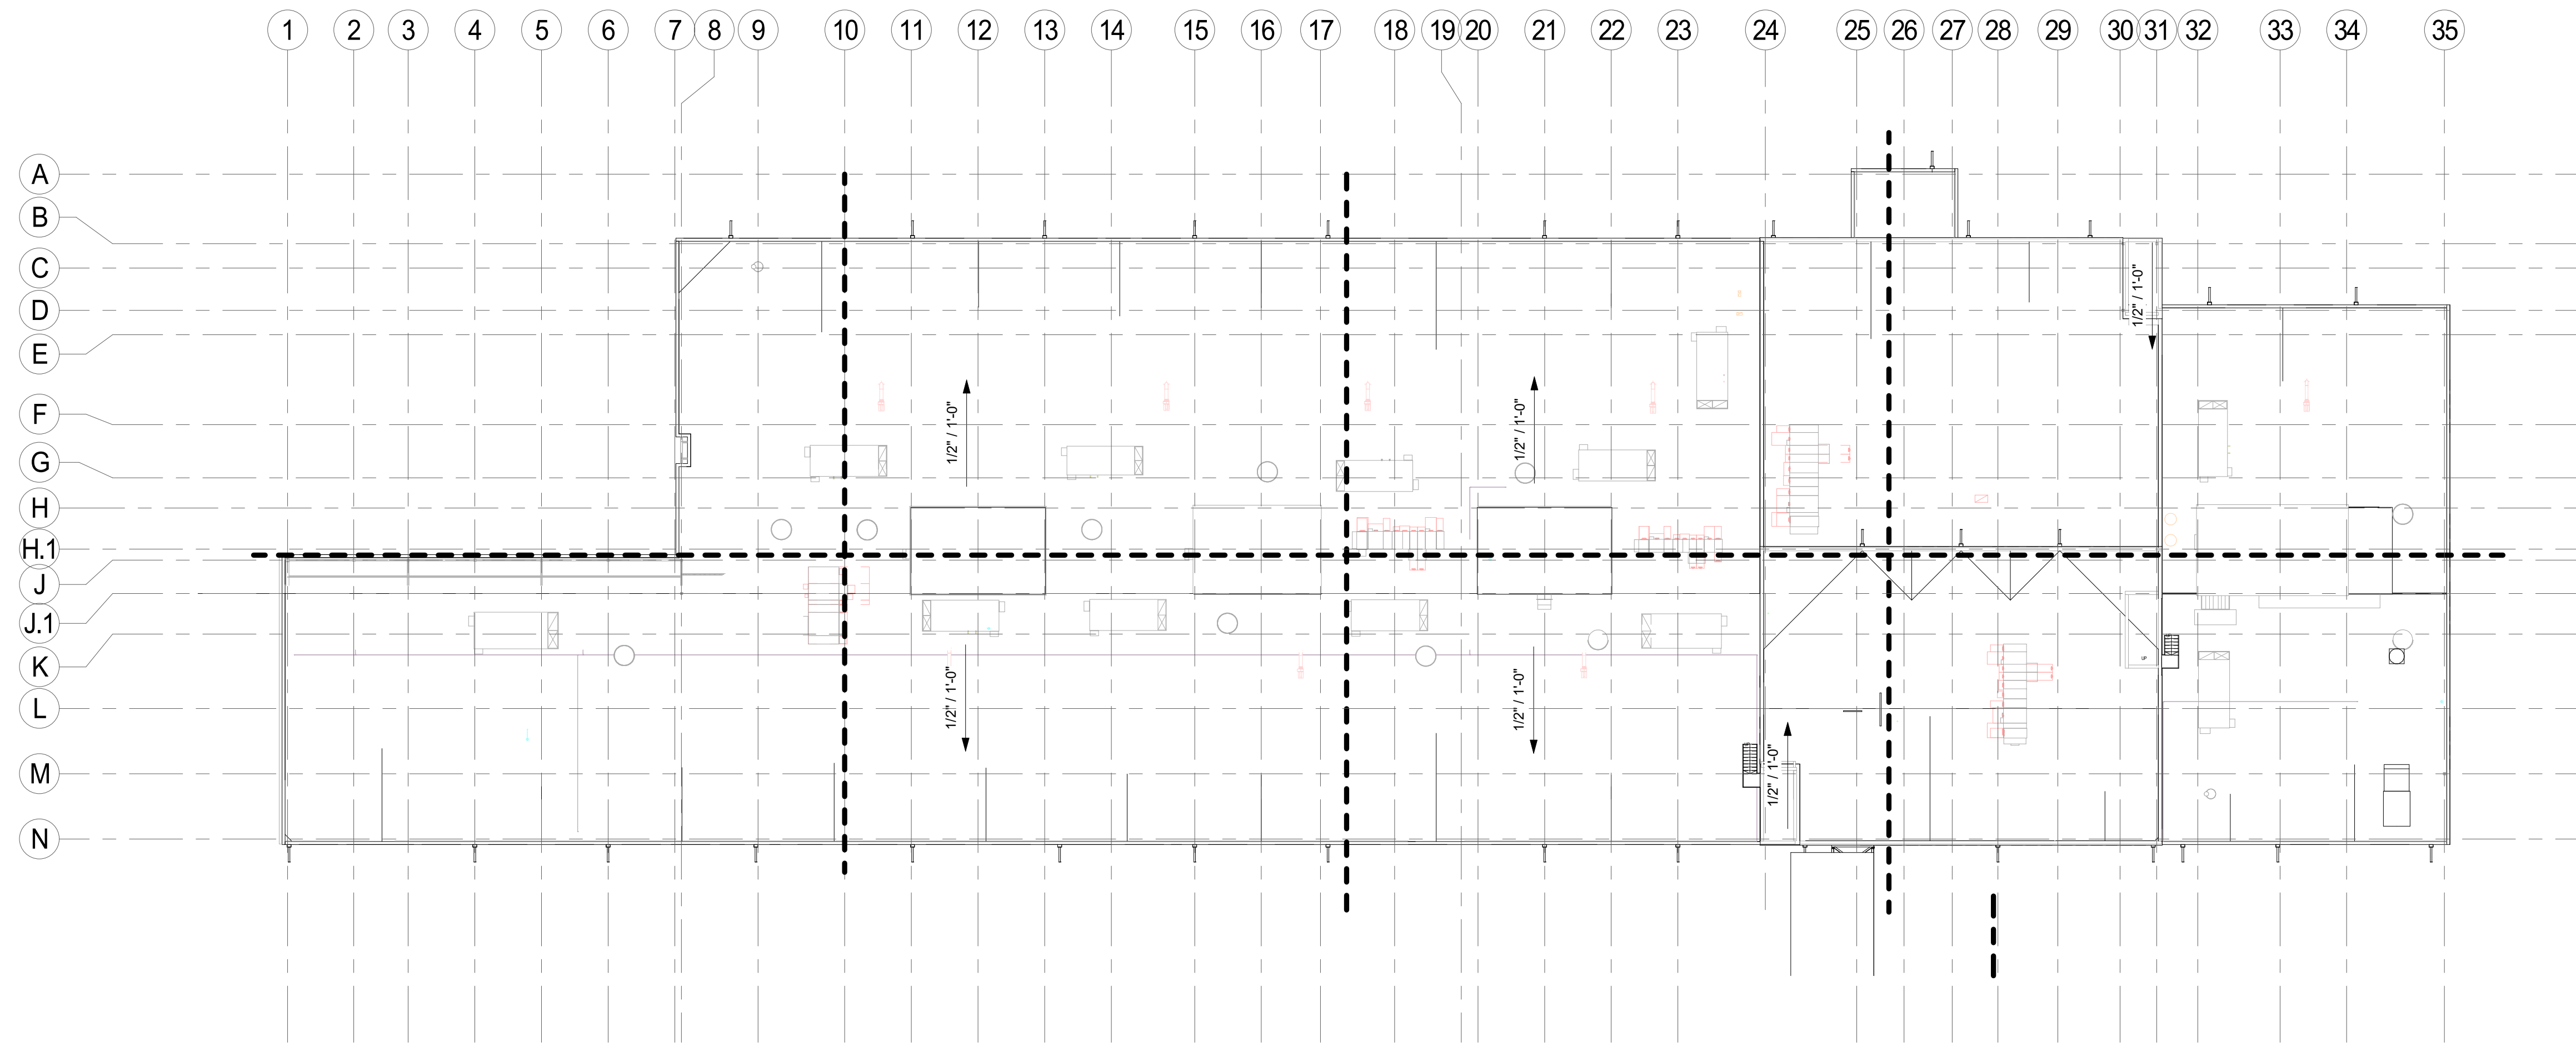 1 2 3 4 5 6 7 8 9 10 11 12 13 14 15 16 17 18 19 20 21 22 23 24 25 26 27 28 29 30 31 32 33 34 35
A
B
C
D
E
F
G
H
H.1
J
J.1
K
L
M
N
1/2" / 1'-0"
1/2" / 1'-0"
1/2" / 1'-0"
UP
1/2" / 1'-0"
1/2" / 1'-0"
1/2" / 1'-0"